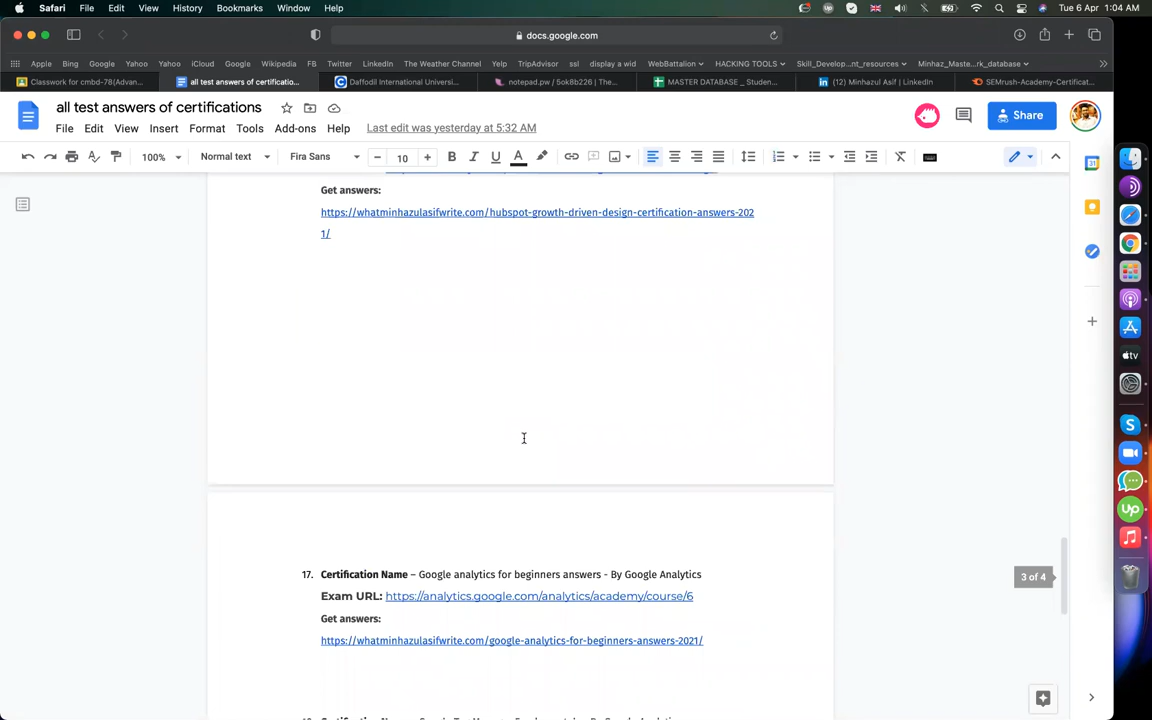 Safari File Edit View History Bookmarks Window Help Tue 6 Apr 1:04 AM
docs.google.com
Apple Bing Google Yahoo Yahoo iCloud Google Wikipedia FB Twitter LinkedIn The Weather Channel Yelp TripAdvisor ssl display a wid WebBattalion HACKING TOOLS Skill_Develop...nt_resources Minhaz_Maste...rk_database
Classwork for cmbd-78(Advan... all test answers of certificatio... Daffodil International Universi... notepad.pw / 5ok8b226 | The... MASTER DATABASE _ Studen... (12) Minhazul Asif | LinkedIn SEMrush-Academy-Certificat...
all test answers of certifications
File Edit View Insert Format Tools Add-ons Help Last edit was yesterday at 5:32 AM
Share
100% Normal text Fira Sans 10 B I U A
Get answers:
https://whatminhazulasifwrite.com/hubspot-growth-driven-design-certification-answers-202
1/
17. Certification Name – Google analytics for beginners answers - By Google Analytics
3 of 4
Exam URL: https://analytics.google.com/analytics/academy/course/6
Get answers:
https://whatminhazulasifwrite.com/google-analytics-for-beginners-answers-2021/